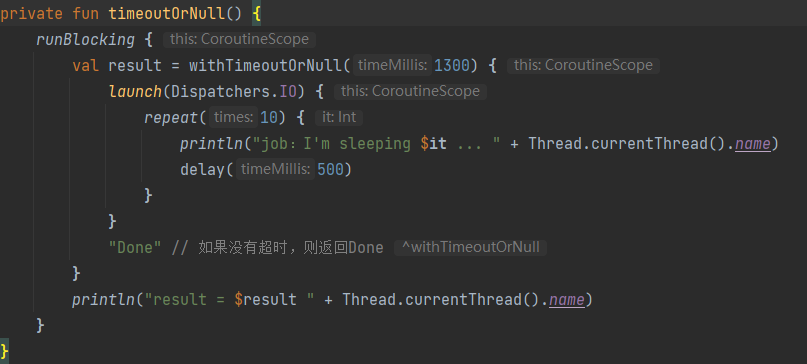 private fun timeoutOrNull() {
runBlocking { this: CoroutineScope
val result = withTimeoutOrNull( timeMillis: 1300) { this: CoroutineScope
launch(Dispatchers.IO) { this: CoroutineScope
repeat( times: 10) { it: Int
println("job: I'm sleeping $it ... " + Thread.currentThread().name)
delay( timeMillis: 500)
}
}
"Done" // 如果没有超时，则返回Done ^withTimeoutOrNull
}
println("result = $result " + Thread.currentThread().name)
}
}